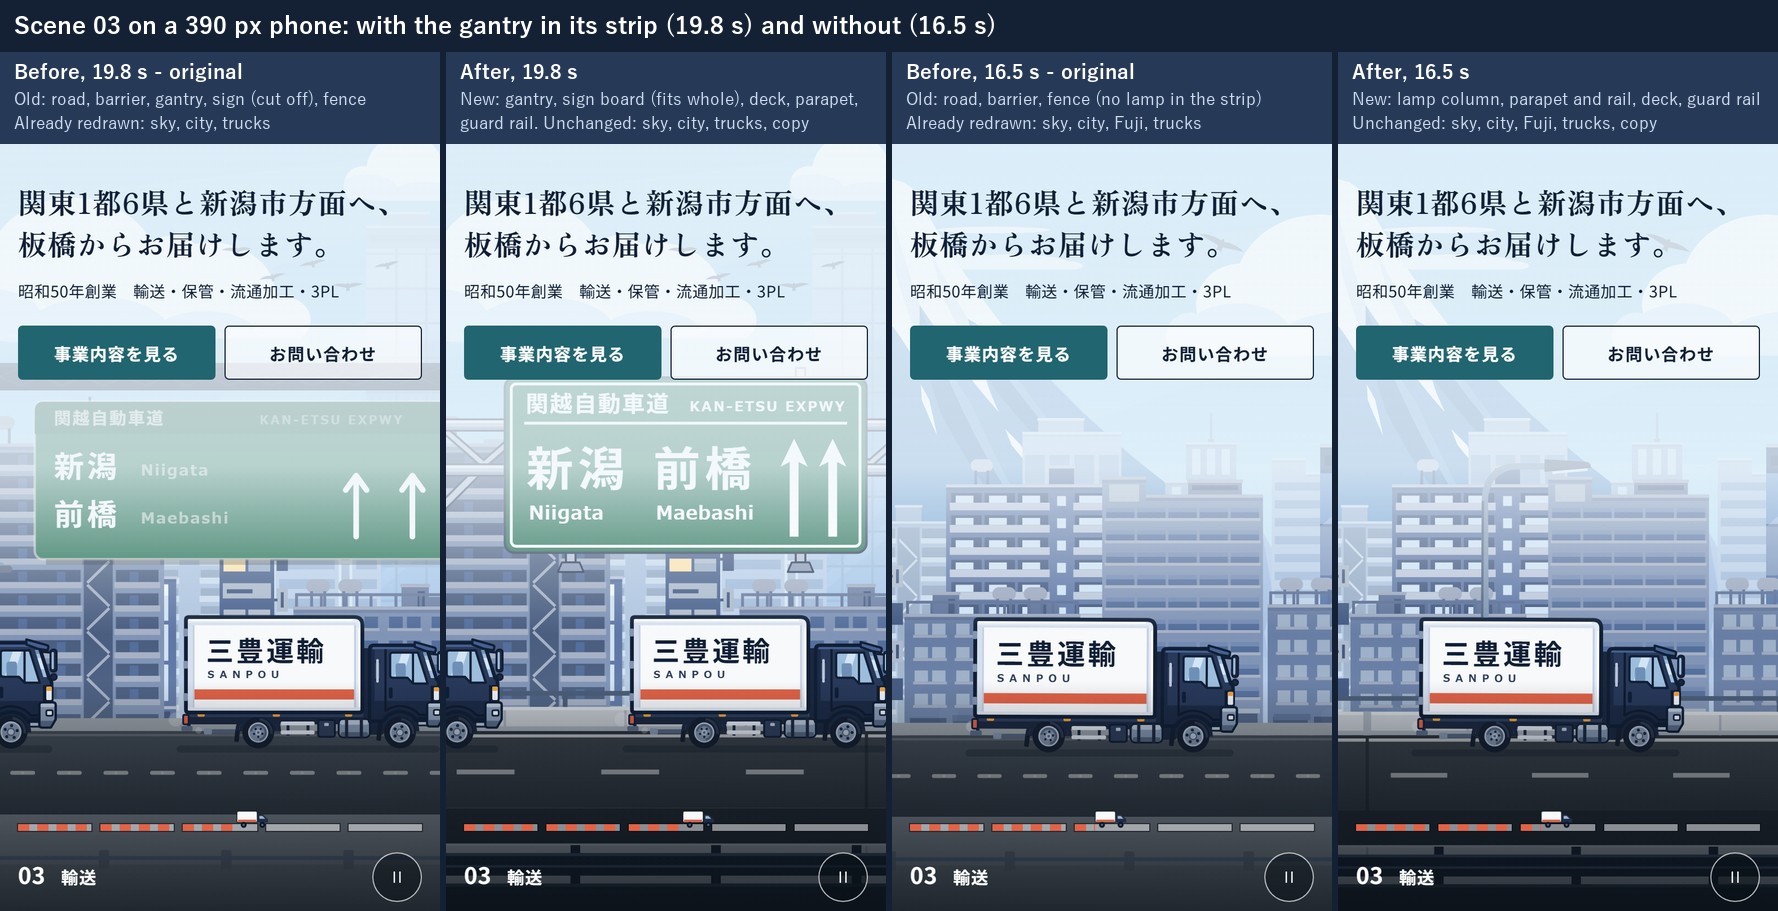 Scene 03 on a 390 px phone: with the gantry in its strip (19.8 s) and without (16.5 s)
Before, 19.8 s - original
Old: road, barrier, gantry, sign (cut off), fence
Already redrawn: sky, city, trucks
関東1都6県と新潟市方面へ、
板橋からお届けします。
昭和50年創業 輸送・保管・流通加工・3PL
事業内容を見る
お問い合わせ
関越自動車道 KAN-ETSU EXPWY
新潟 Niigata
前橋 Maebashi
三豊運輸
SANPOU
03 輸送
After, 19.8 s
New: gantry, sign board (fits whole), deck, parapet,
guard rail. Unchanged: sky, city, trucks, copy
関東1都6県と新潟市方面へ、
板橋からお届けします。
昭和50年創業 輸送・保管・流通加工・3PL
事業内容を見る
お問い合わせ
関越自動車道 KAN-ETSU EXPWY
新潟 前橋
Niigata Maebashi
三豊運輸
SANPOU
03 輸送
Before, 16.5 s - original
Old: road, barrier, fence (no lamp in the strip)
Already redrawn: sky, city, Fuji, trucks
関東1都6県と新潟市方面へ、
板橋からお届けします。
昭和50年創業 輸送・保管・流通加工・3PL
事業内容を見る
お問い合わせ
三豊運輸
SANPOU
03 輸送
After, 16.5 s
New: lamp column, parapet and rail, deck, guard rail
Unchanged: sky, city, Fuji, trucks, copy
関東1都6県と新潟市方面へ、
板橋からお届けします。
昭和50年創業 輸送・保管・流通加工・3PL
事業内容を見る
お問い合わせ
三豊運輸
SANPOU
03 輸送